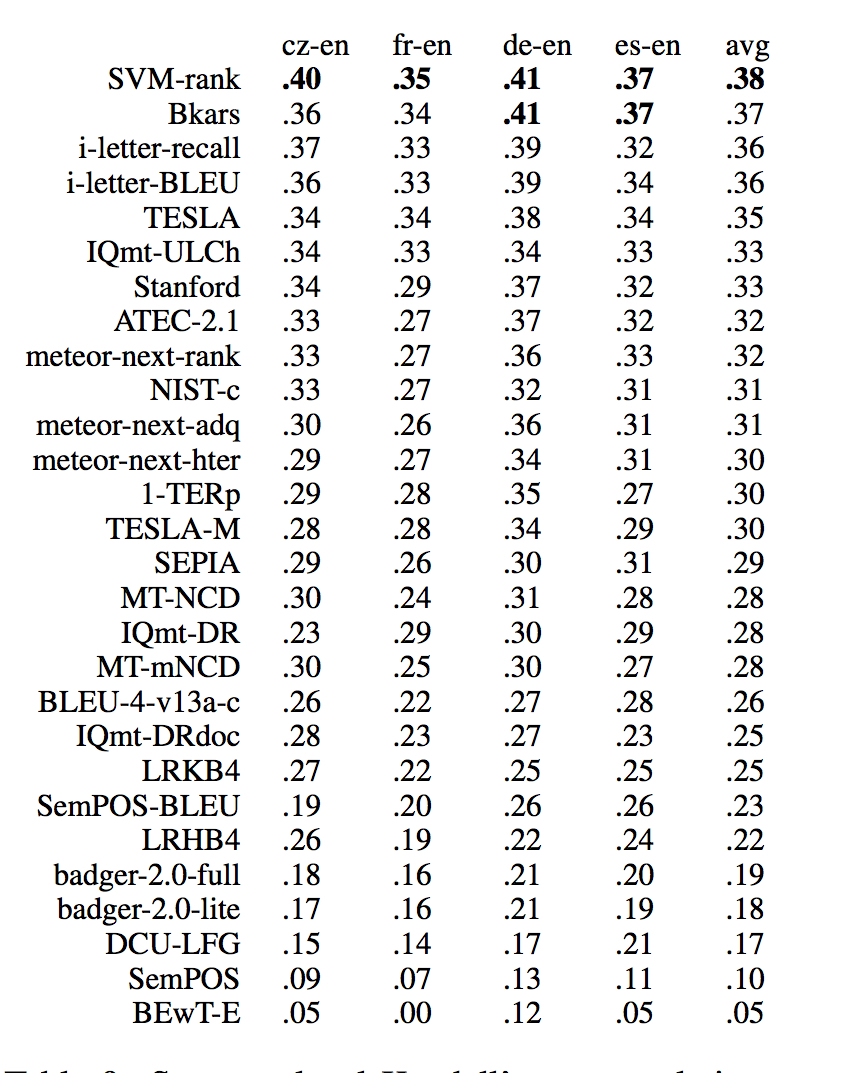 cz-en fr-en de-en es-en avg
SVM-rank .40 .35 .41 .37 .38
Bkars .36 .34 .41 .37 .37
i-letter-recall .37 .33 .39 .32 .36
i-letter-BLEU .36 .33 .39 .34 .36
TESLA .34 .34 .38 .34 .35
IQmt-ULCh .34 .33 .34 .33 .33
Stanford .34 .29 .37 .32 .33
ATEC-2.1 .33 .27 .37 .32 .32
meteor-next-rank .33 .27 .36 .33 .32
NIST-c .33 .27 .32 .31 .31
meteor-next-adq .30 .26 .36 .31 .31
meteor-next-hter .29 .27 .34 .31 .30
1-TERp .29 .28 .35 .27 .30
TESLA-M .28 .28 .34 .29 .30
SEPIA .29 .26 .30 .31 .29
MT-NCD .30 .24 .31 .28 .28
IQmt-DR .23 .29 .30 .29 .28
MT-mNCD .30 .25 .30 .27 .28
BLEU-4-v13a-c .26 .22 .27 .28 .26
IQmt-DRdoc .28 .23 .27 .23 .25
LRKB4 .27 .22 .25 .25 .25
SemPOS-BLEU .19 .20 .26 .26 .23
LRHB4 .26 .19 .22 .24 .22
badger-2.0-full .18 .16 .21 .20 .19
badger-2.0-lite .17 .16 .21 .19 .18
DCU-LFG .15 .14 .17 .21 .17
SemPOS .09 .07 .13 .11 .10
BEwT-E .05 .00 .12 .05 .05